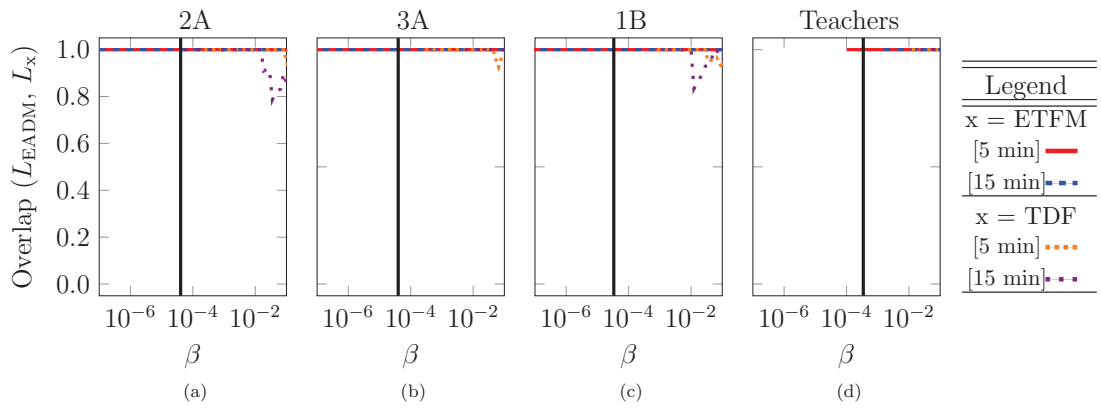 2A 3A 1B Teachers
Overlap (L_EADM, L_x)
1.0
0.8
0.6
0.4
0.2
0.0
10^−6 10^−4 10^−2 10^−6 10^−4 10^−2 10^−6 10^−4 10^−2 10^−6 10^−4 10^−2
β β β β
(a) (b) (c) (d)
Legend
x = ETFM
[5 min]
[15 min]
x = TDF
[5 min]
[15 min]